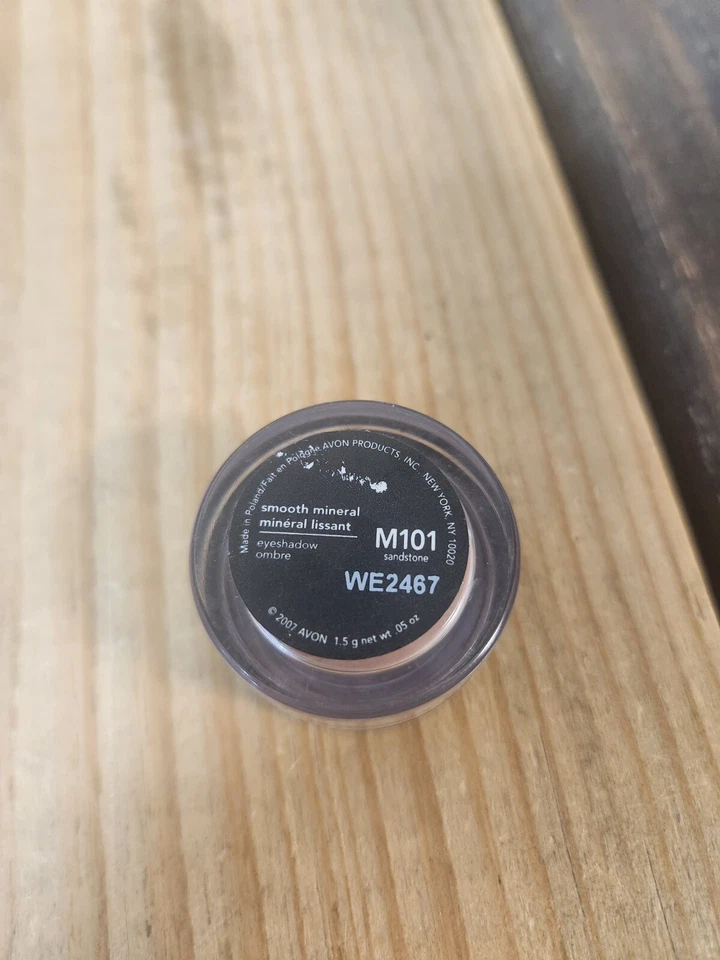 Made in Poland/Fait en Pologne AVON PRODUCTS, INC. NEW YORK, NY 10020
smooth mineral
minéral lissant
eyeshadow
ombre
M101
sandstone
WE2467
© 2007 AVON 1.5 g net wt .05 oz